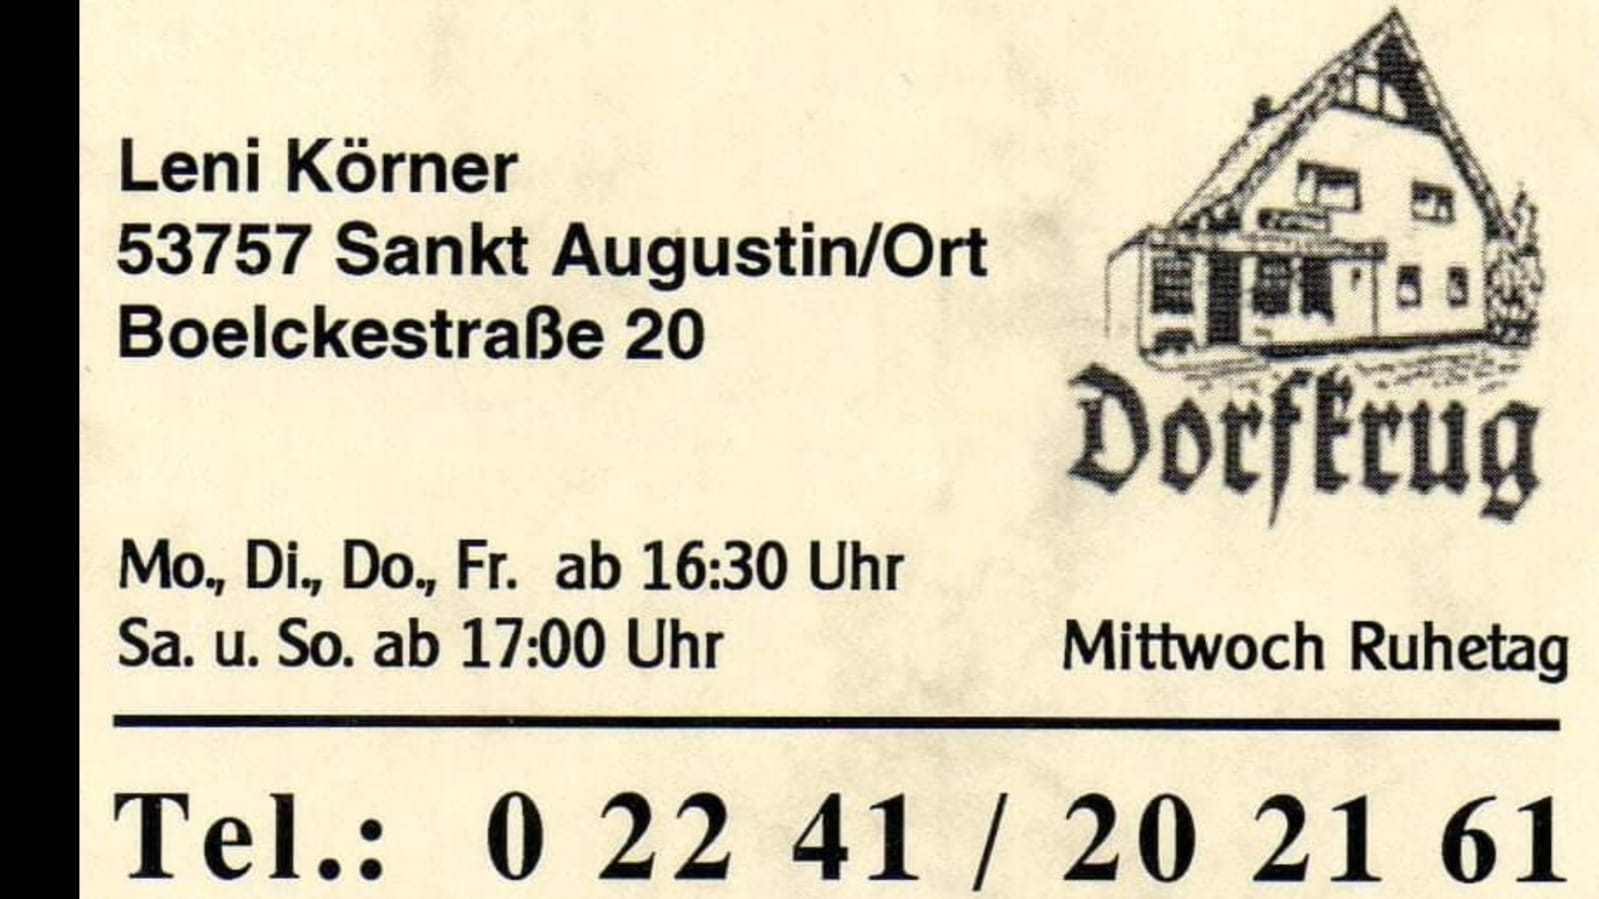 Leni Körner
53757 Sankt Augustin/Ort
Boelckestraße 20
Dorfkrug
Mo., Di., Do., Fr. ab 16:30 Uhr
Sa. u. So. ab 17:00 Uhr
Mittwoch Ruhetag
Tel.: 0 22 41 / 20 21 61